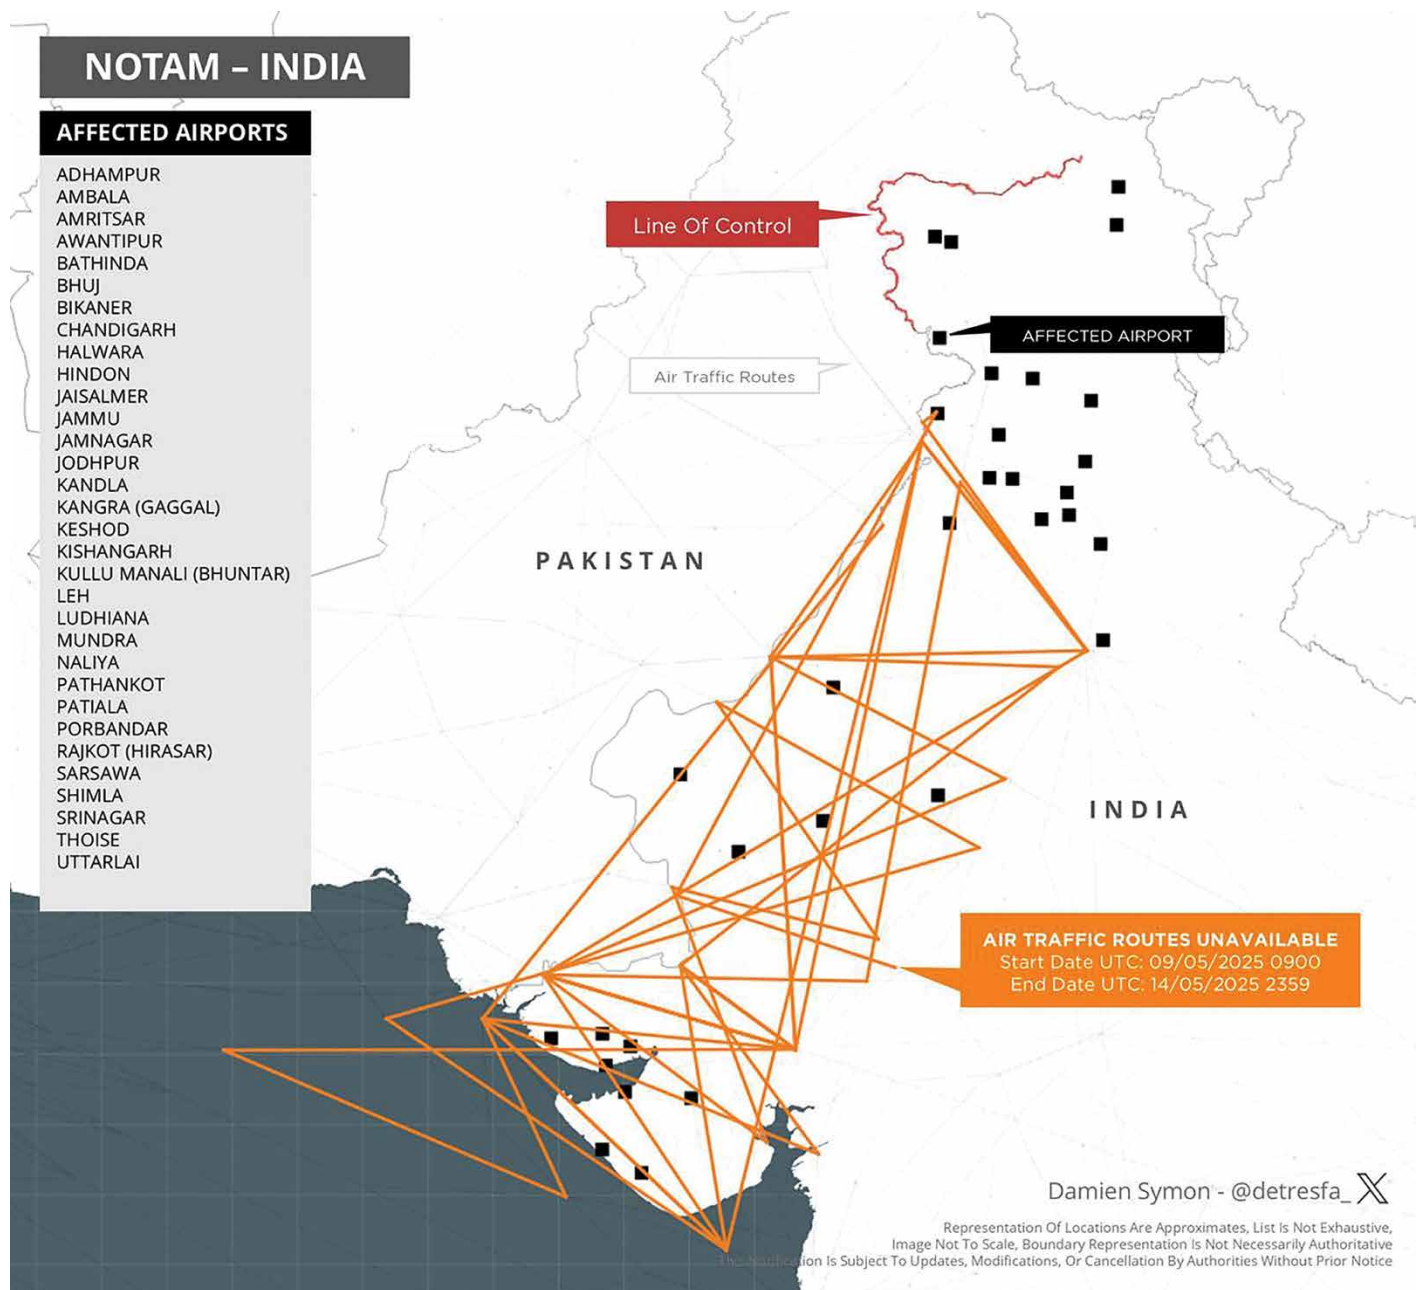 NOTAM – INDIA
AFFECTED AIRPORTS
ADHAMPUR
AMBALA
AMRITSAR
AWANTIPUR
BATHINDA
BHUJ
BIKANER
CHANDIGARH
HALWARA
HINDON
JAISALMER
JAMMU
JAMNAGAR
JODHPUR
KANDLA
KANGRA (GAGGAL)
KESHOD
KISHANGARH
KULLU MANALI (BHUNTAR)
LEH
LUDHIANA
MUNDRA
NALIYA
PATHANKOT
PATIALA
PORBANDAR
RAJKOT (HIRASAR)
SARSAWA
SHIMLA
SRINAGAR
THOISE
UTTARLAI
Line Of Control
AFFECTED AIRPORT
Air Traffic Routes
PAKISTAN
INDIA
AIR TRAFFIC ROUTES UNAVAILABLE
Start Date UTC: 09/05/2025 0900
End Date UTC: 14/05/2025 2359
Damien Symon - @detresfa_ X
Representation Of Locations Are Approximates, List Is Not Exhaustive,
Image Not To Scale, Boundary Representation Is Not Necessarily Authoritative
This Notification Is Subject To Updates, Modifications, Or Cancellation By Authorities Without Prior Notice